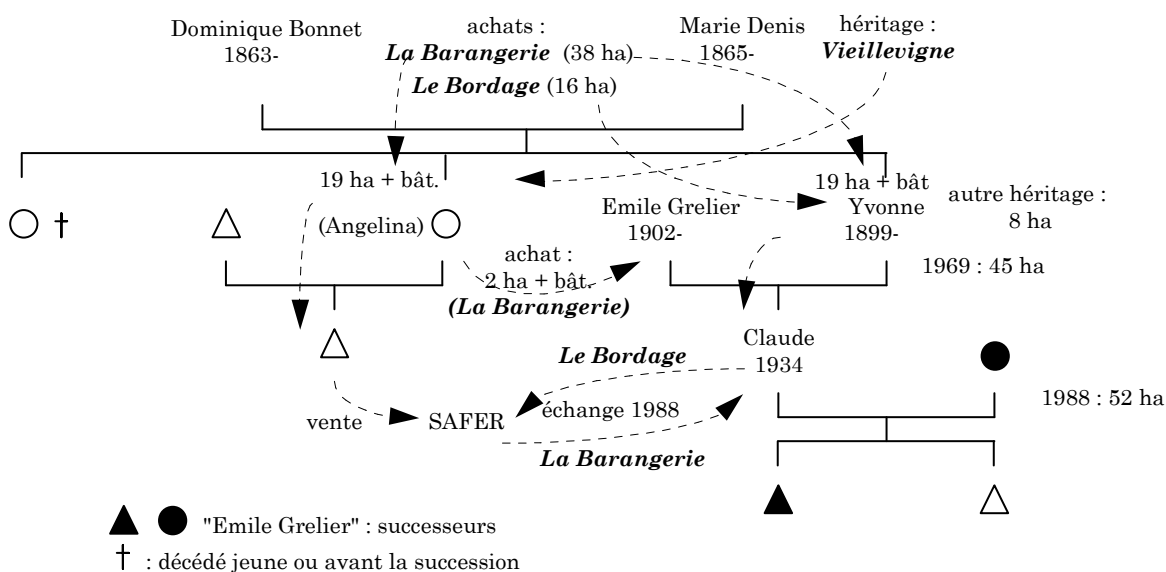 Dominique Bonnet
1863-
achats :
La Barangerie (38 ha)
Le Bordage (16 ha)
Marie Denis
1865-
héritage :
Vieillevigne
19 ha + bât.
(Angelina)
Emile Grelier
1902-
19 ha + bât
Yvonne
1899-
autre héritage :
8 ha
1969 : 45 ha
achat :
2 ha + bât.
(La Barangerie)
Claude
1934
Le Bordage
échange 1988
La Barangerie
vente
SAFER
1988 : 52 ha
"Emile Grelier" : successeurs
† : décédé jeune ou avant la succession